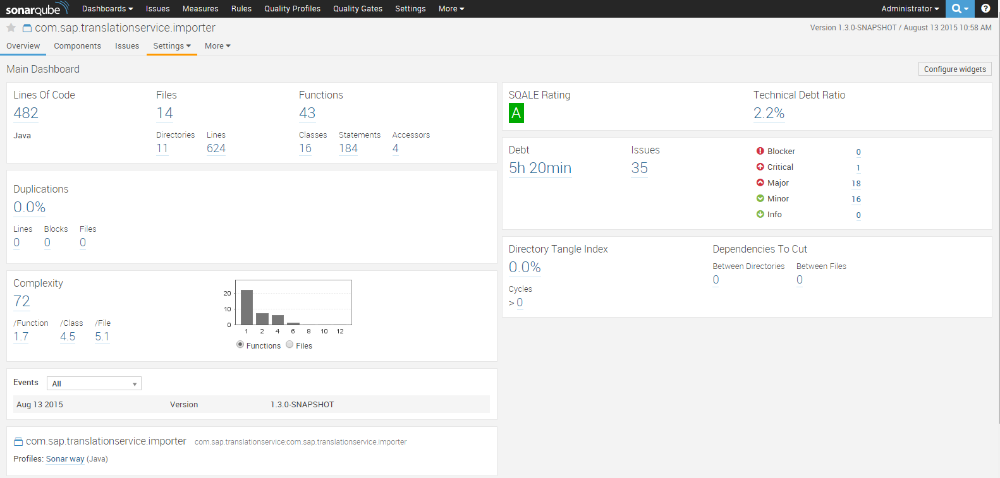 sonarqube Dashboards Issues Measures Rules Quality Profiles Quality Gates Settings More Administrator ?
com.sap.translationservice.importer
Version 1.3.0-SNAPSHOT / August 13 2015 10:58 AM
Overview Components Issues Settings More
Main Dashboard
Configure widgets
Lines Of Code Files Functions
482 14 43
Java
Directories Lines Classes Statements Accessors
11 624 16 184 4
Duplications
0.0%
Lines Blocks Files
0 0 0
Complexity
72
/Function /Class /File
1.7 4.5 5.1
20
10
0
1 2 4 6 8 10 12
Functions Files
Events All
Aug 13 2015 Version 1.3.0-SNAPSHOT
com.sap.translationservice.importer com.sap.translationservice:com.sap.translationservice.importer
Profiles: Sonar way (Java)
SQALE Rating Technical Debt Ratio
A 2.2%
Debt Issues
5h 20min 35
Blocker 0
Critical 1
Major 18
Minor 16
Info 0
Directory Tangle Index Dependencies To Cut
0.0%
Between Directories Between Files
0 0
Cycles
> 0